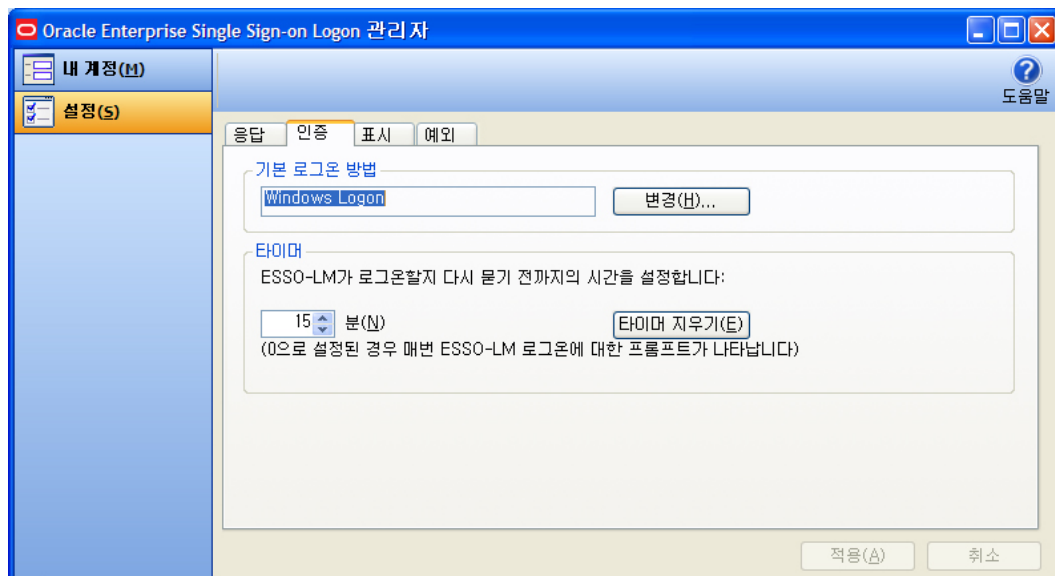 Oracle Enterprise Single Sign-on Logon 관리자
내 계정(M)
설정(S)
도움말
응답 인증 표시 예외
기본 로그온 방법
Windows Logon 변경(H)...
타이머
ESSO-LM가 로그온할지 다시 묻기 전까지의 시간을 설정합니다:
15 분(N) 타이머 지우기(E)
(0으로 설정된 경우 매번 ESSO-LM 로그온에 대한 프롬프트가 나타납니다)
적용(A) 취소